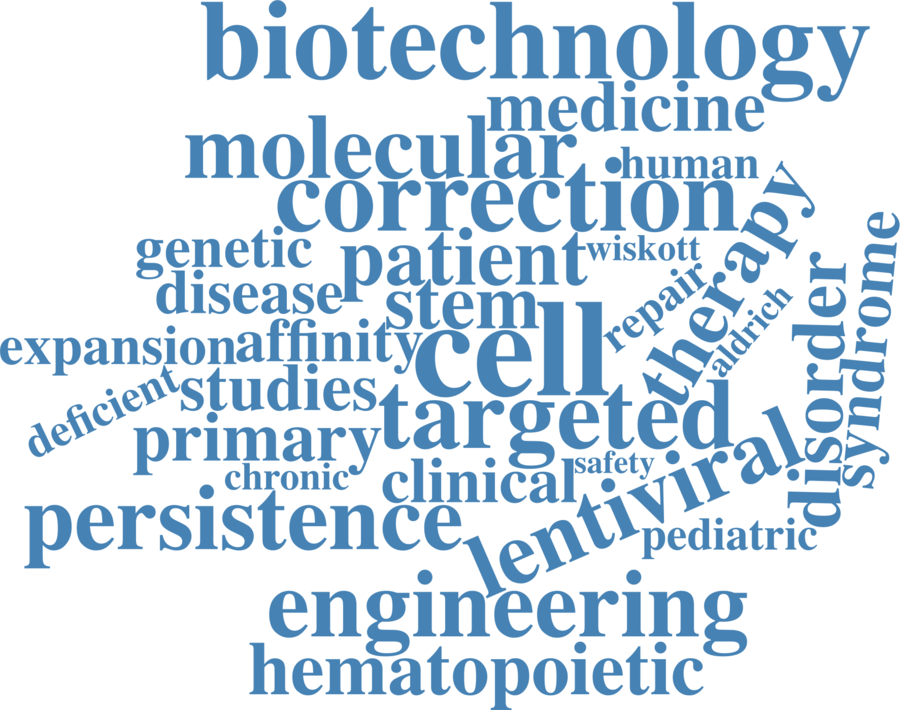 biotechnology
medicine
molecular
human
correction
therapy
genetic
patient
wiskott
syndrome
disease
stem
repair
aldrich
disorder
expansion
affinity
cell
deficient
studies
targeted
primary
lentiviral
chronic
clinical
safety
persistence
pediatric
engineering
hematopoietic